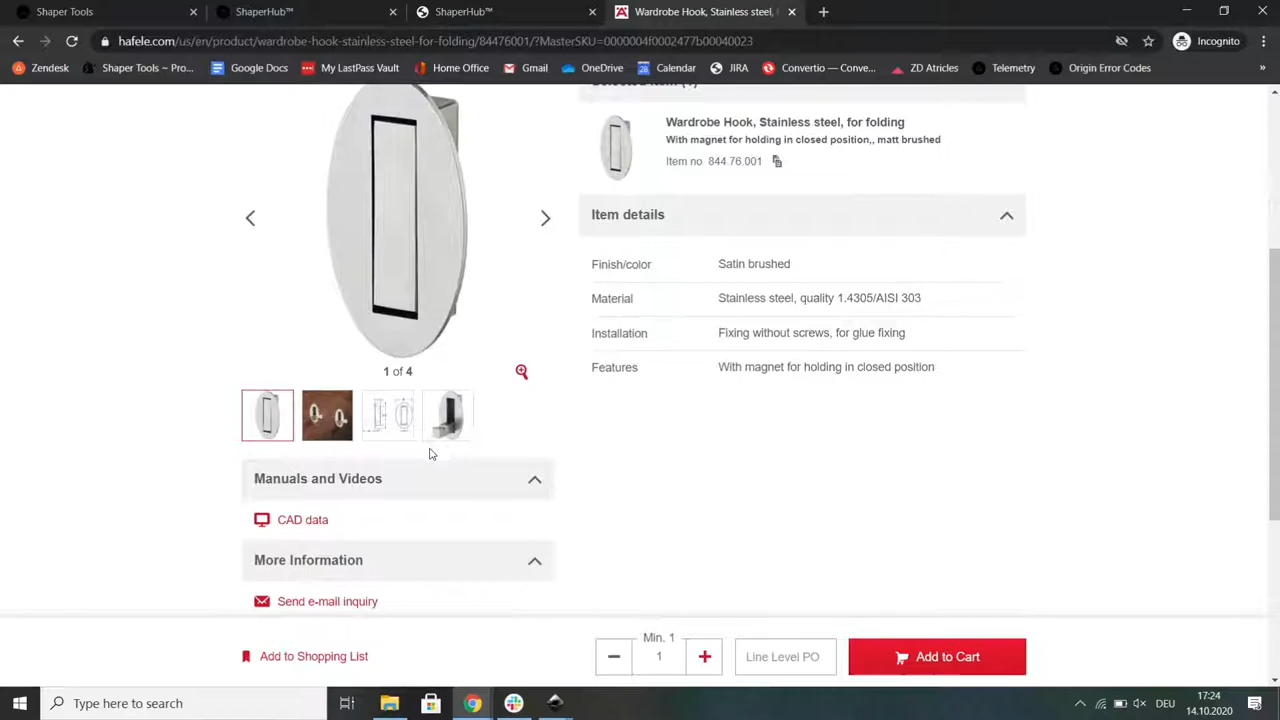 Shaper Tools
ShaperHub™
ShaperHub™
Wardrobe Hook, Stainless steel,
hafele.com/us/en/product/wardrobe-hook-stainless-steel-for-folding/84476001/?MasterSKU=0000004f0002477b00040023
Incognito
Zendesk
Shaper Tools ~ Pro...
Google Docs
My LastPass Vault
Home Office
Gmail
OneDrive
Calendar
JIRA
Convertio — Conve...
ZD Atricles
Telemetry
Origin Error Codes
»
Wardrobe Hook, Stainless steel, for folding
With magnet for holding in closed position,, matt brushed
Item no 844.76.001
Item details
Finish/color Satin brushed
Material Stainless steel, quality 1.4305/AISI 303
Installation Fixing without screws, for glue fixing
Features With magnet for holding in closed position
1 of 4
Manuals and Videos
CAD data
More Information
Send e-mail inquiry
Add to Shopping List
Min. 1
1
Line Level PO
Add to Cart
Type here to search
DEU
17:24
14.10.2020